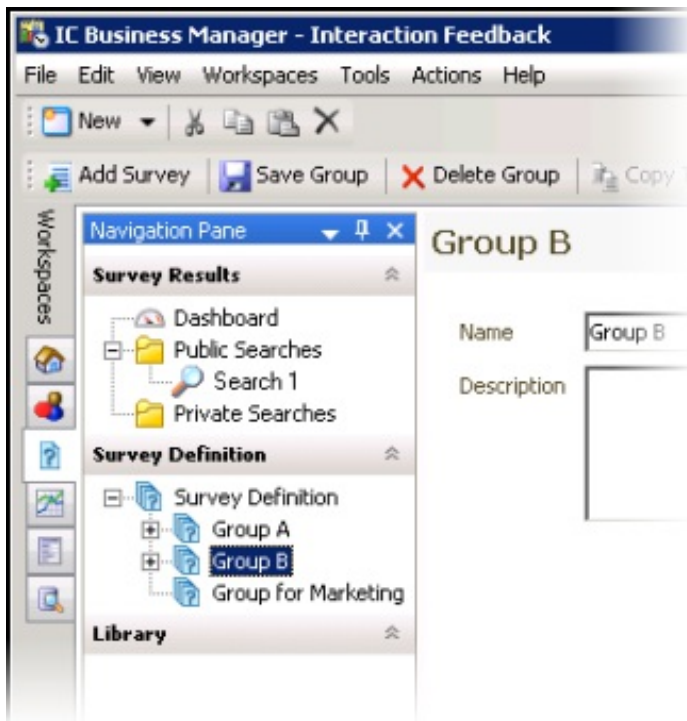 IC Business Manager - Interaction Feedback
File Edit View Workspaces Tools Actions Help
New
Add Survey Save Group Delete Group Copy
Workspaces
Navigation Pane
Group B
Survey Results
Dashboard
Public Searches
Search 1
Private Searches
Name Group B
Description
Survey Definition
Survey Definition
Group A
Group B
Group for Marketing
Library